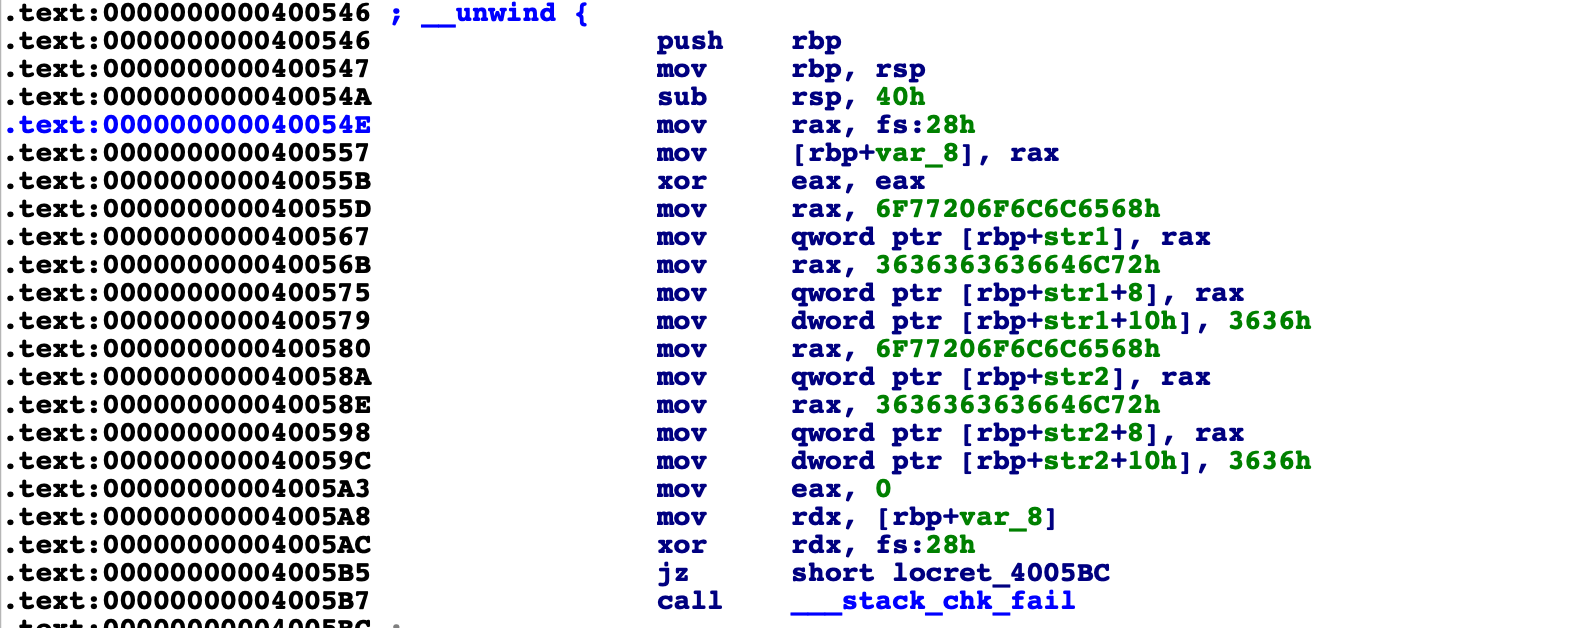 .text:0000000000400546 ; __unwind {
.text:0000000000400546 push rbp
.text:0000000000400547 mov rbp, rsp
.text:000000000040054A sub rsp, 40h
.text:000000000040054E mov rax, fs:28h
.text:0000000000400557 mov [rbp+var_8], rax
.text:000000000040055B xor eax, eax
.text:000000000040055D mov rax, 6F77206F6C6C6568h
.text:0000000000400567 mov qword ptr [rbp+str1], rax
.text:000000000040056B mov rax, 3636363636646C72h
.text:0000000000400575 mov qword ptr [rbp+str1+8], rax
.text:0000000000400579 mov dword ptr [rbp+str1+10h], 3636h
.text:0000000000400580 mov rax, 6F77206F6C6C6568h
.text:000000000040058A mov qword ptr [rbp+str2], rax
.text:000000000040058E mov rax, 3636363636646C72h
.text:0000000000400598 mov qword ptr [rbp+str2+8], rax
.text:000000000040059C mov dword ptr [rbp+str2+10h], 3636h
.text:00000000004005A3 mov eax, 0
.text:00000000004005A8 mov rdx, [rbp+var_8]
.text:00000000004005AC xor rdx, fs:28h
.text:00000000004005B5 jz short locret_4005BC
.text:00000000004005B7 call ___stack_chk_fail
.text:00000000004005BC ;